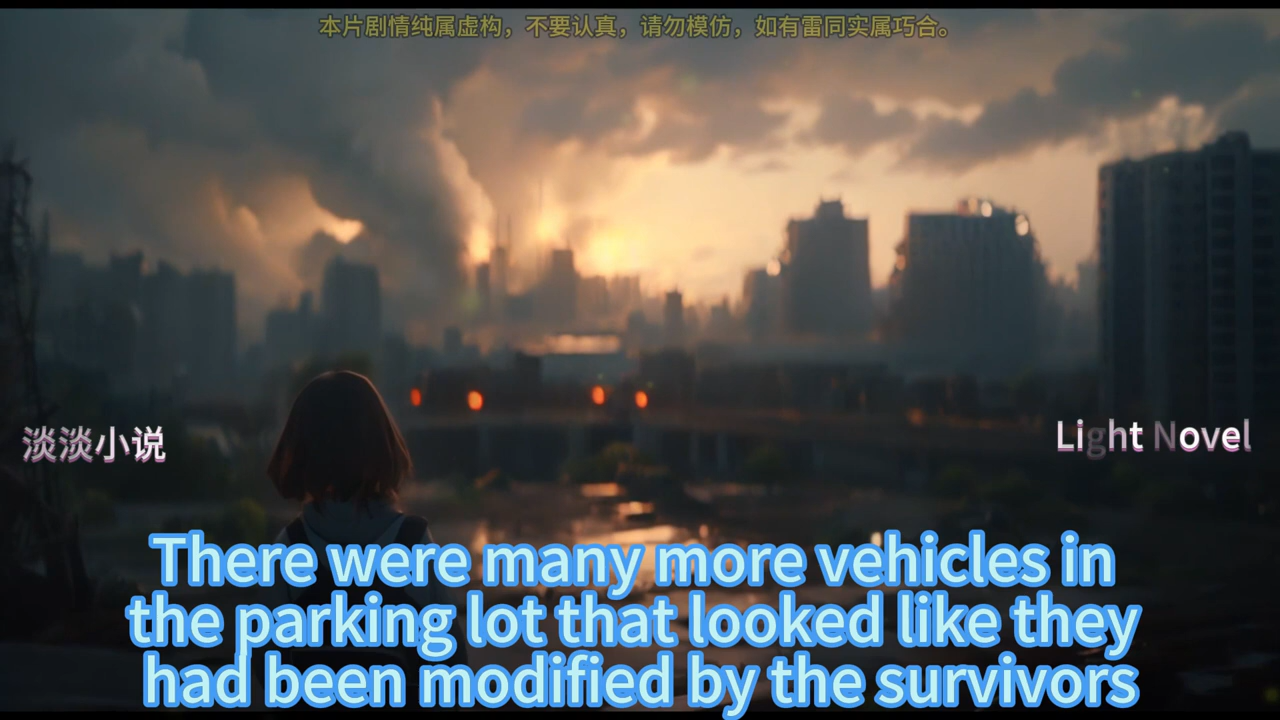 本片剧情纯属虚构，不要认真，请勿模仿，如有雷同实属巧合。
淡淡小说
Light Novel
There were many more vehicles in
the parking lot that looked like they
had been modified by the survivors